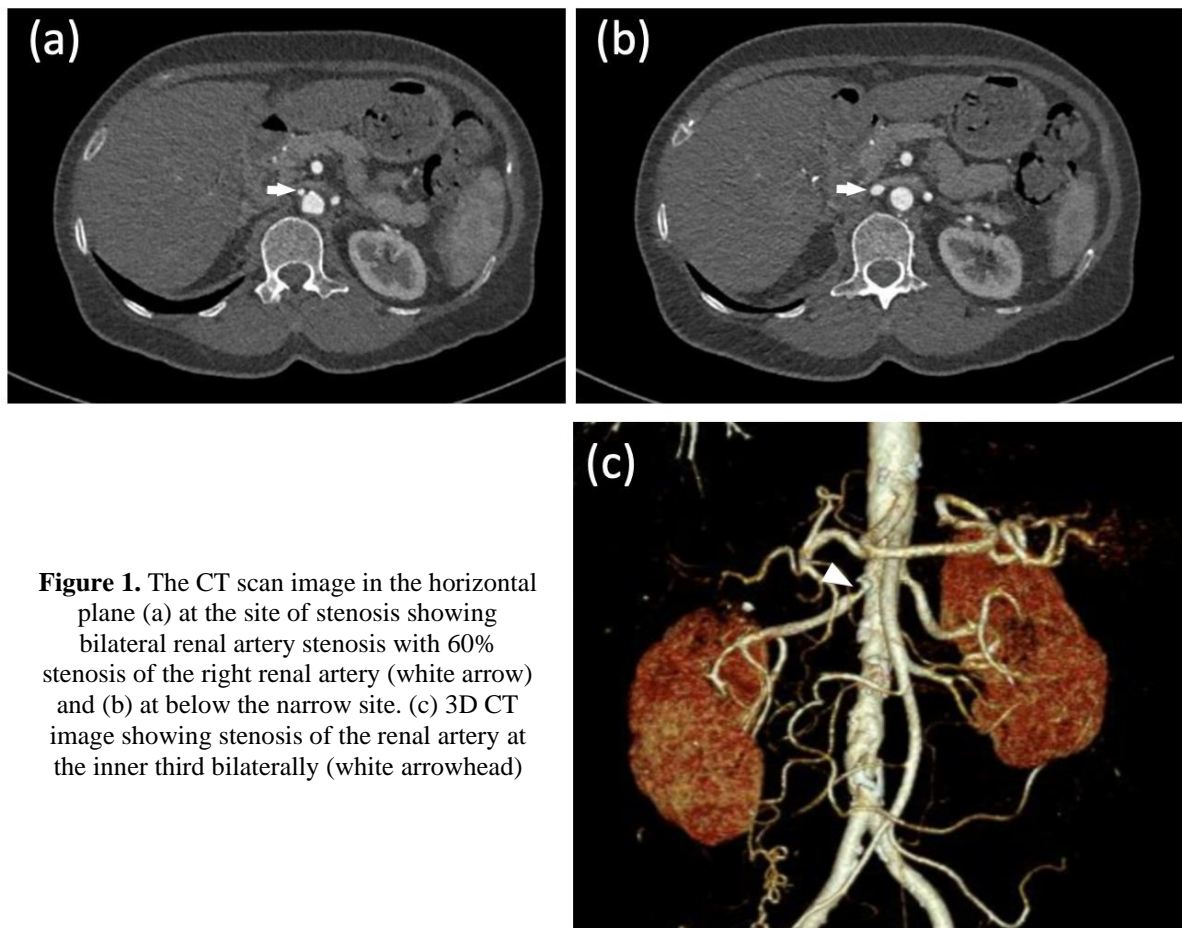 (a)
(b)
(c)
Figure 1. The CT scan image in the horizontal
plane (a) at the site of stenosis showing
bilateral renal artery stenosis with 60%
stenosis of the right renal artery (white arrow)
and (b) at below the narrow site. (c) 3D CT
image showing stenosis of the renal artery at
the inner third bilaterally (white arrowhead)